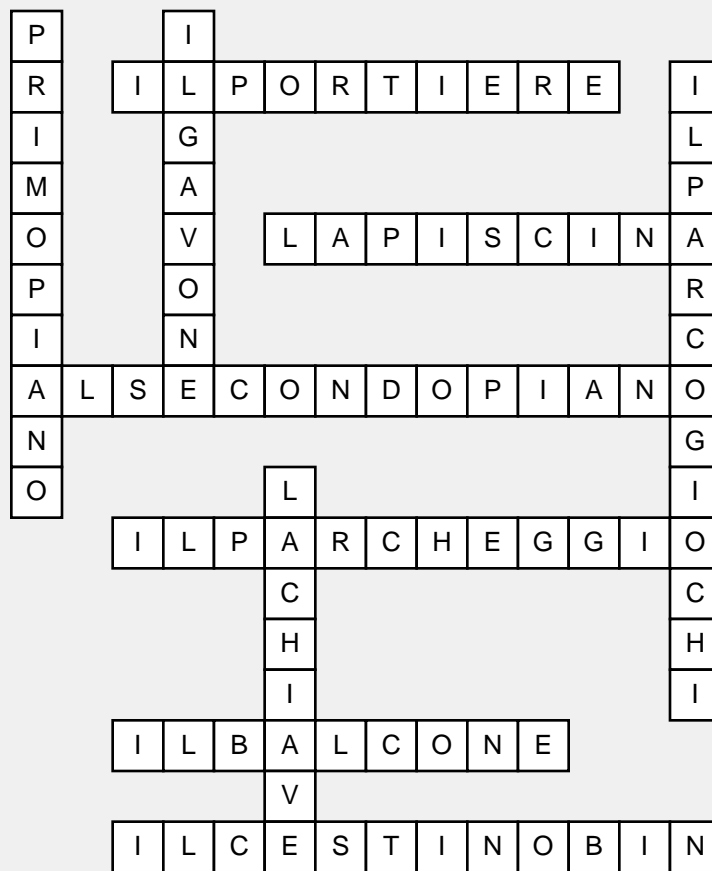 PRIMOPIANO
ILGAVONE
ILPORTIERE
ILPARCOGIOCHI
LAPISCINA
ALSECONDOPIANO
LACHIAVE
ILPARCHEGGIO
ILBALCONE
ILCESTINOBIN